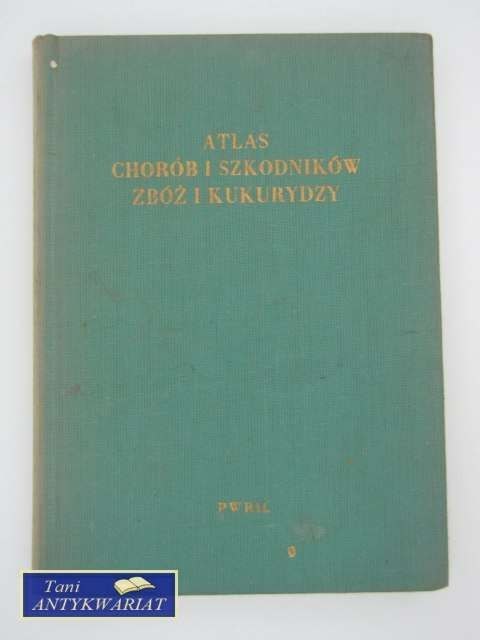 ATLAS
CHORÓB I SZKODNIKÓW
ZBÓŻ I KUKURYDZY
PWRiL
Tani
ANTYKWARIAT